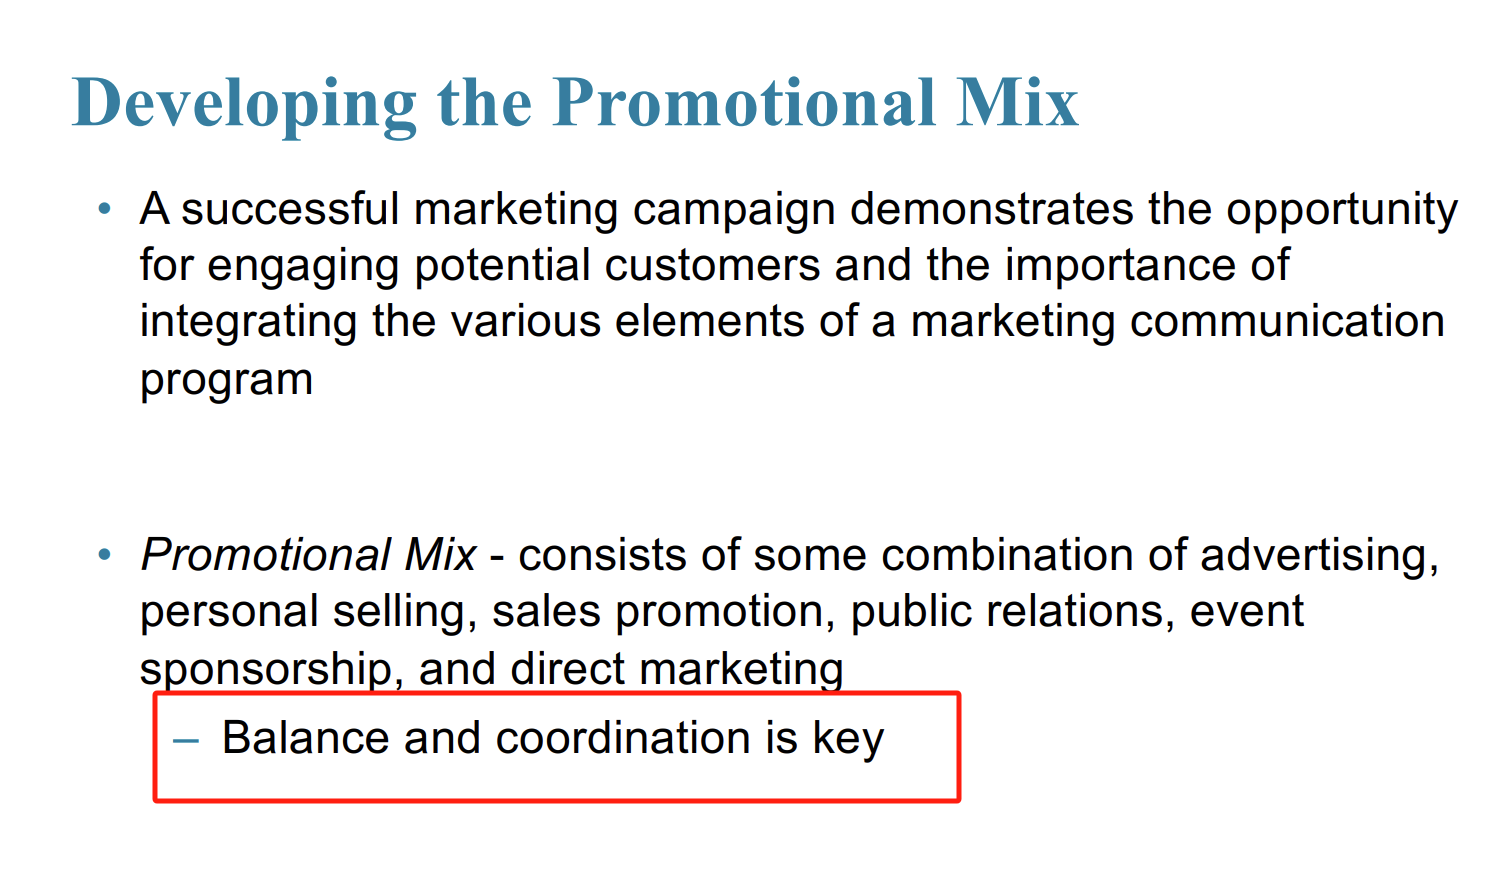 Developing the Promotional Mix
• A successful marketing campaign demonstrates the opportunity
for engaging potential customers and the importance of
integrating the various elements of a marketing communication
program
• Promotional Mix - consists of some combination of advertising,
personal selling, sales promotion, public relations, event
sponsorship, and direct marketing
– Balance and coordination is key